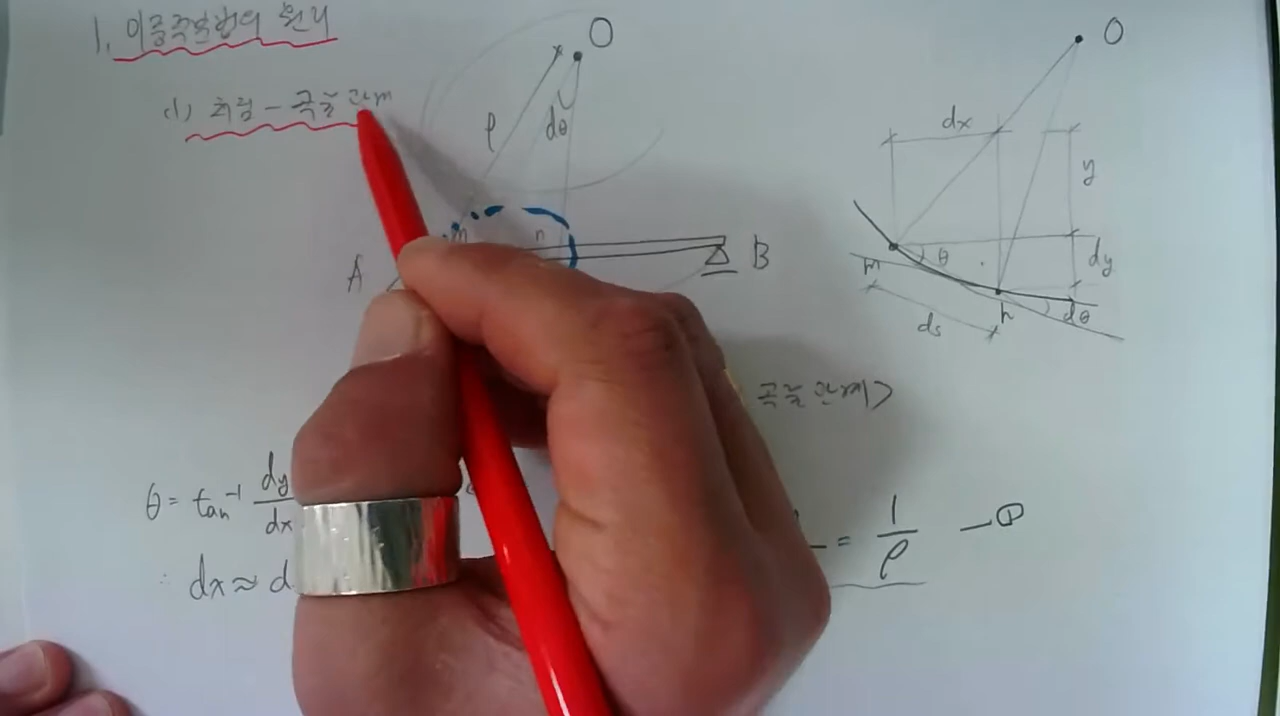 1. 이중적분법의 원리
(1) 처짐 - 곡률 관계
O
ρ
dθ
m
n
A
B
O
dx
y
m
θ
dy
ds
n
dθ
곡률 관계>
θ = tan⁻¹ dy/dx
∴ dx ≈ d
= 1/ρ — ①